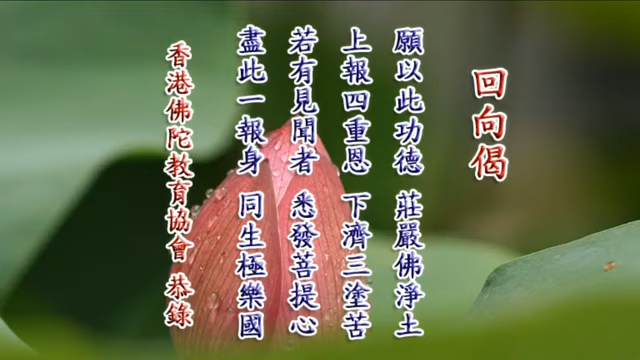 回向偈
願以此功德 莊嚴佛淨土
上報四重恩 下濟三塗苦
若有見聞者 悉發菩提心
盡此一報身 同生極樂國
香港佛陀教育協會 恭錄